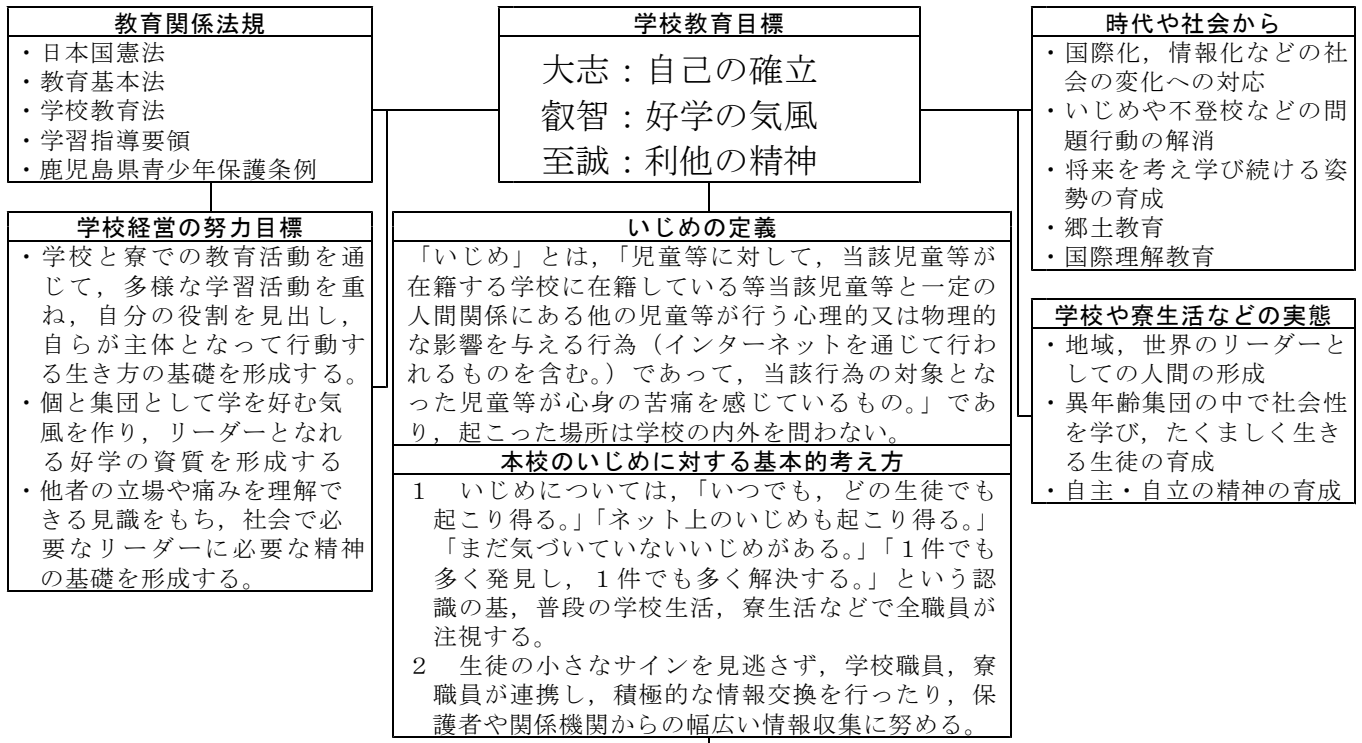 教育関係法規
・日本国憲法
・教育基本法
・学校教育法
・学習指導要領
・鹿児島県青少年保護条例
学校教育目標
大志：自己の確立
叡智：好学の気風
至誠：利他の精神
時代や社会から
・国際化，情報化などの社
会の変化への対応
・いじめや不登校などの問
題行動の解消
・将来を考え学び続ける姿
勢の育成
・郷土教育
・国際理解教育
学校経営の努力目標
・学校と寮での教育活動を通
じて，多様な学習活動を重
ね，自分の役割を見出し，
自らが主体となって行動す
る生き方の基礎を形成する。
・個と集団として学を好む気
風を作り，リーダーとなれ
る好学の資質を形成する
・他者の立場や痛みを理解で
きる見識をもち，社会で必
要なリーダーに必要な精神
の基礎を形成する。
いじめの定義
「いじめ」とは，「児童等に対して，当該児童等が
在籍する学校に在籍している等当該児童等と一定の
人間関係にある他の児童等が行う心理的又は物理的
な影響を与える行為（インターネットを通じて行わ
れるものを含む。）であって，当該行為の対象とな
った児童等が心身の苦痛を感じているもの。」であ
り，起こった場所は学校の内外を問わない。
本校のいじめに対する基本的考え方
１　いじめについては，「いつでも，どの生徒でも
起こり得る。」「ネット上のいじめも起こり得る。」
「まだ気づいていないいじめがある。」「１件でも
多く発見し，１件でも多く解決する。」という認
識の基，普段の学校生活，寮生活などで全職員が
注視する。
２　生徒の小さなサインを見逃さず，学校職員，寮
職員が連携し，積極的な情報交換を行ったり，保
護者や関係機関からの幅広い情報収集に努める。
学校や寮生活などの実態
・地域，世界のリーダーと
しての人間の形成
・異年齢集団の中で社会性
を学び，たくましく生き
る生徒の育成
・自主・自立の精神の育成